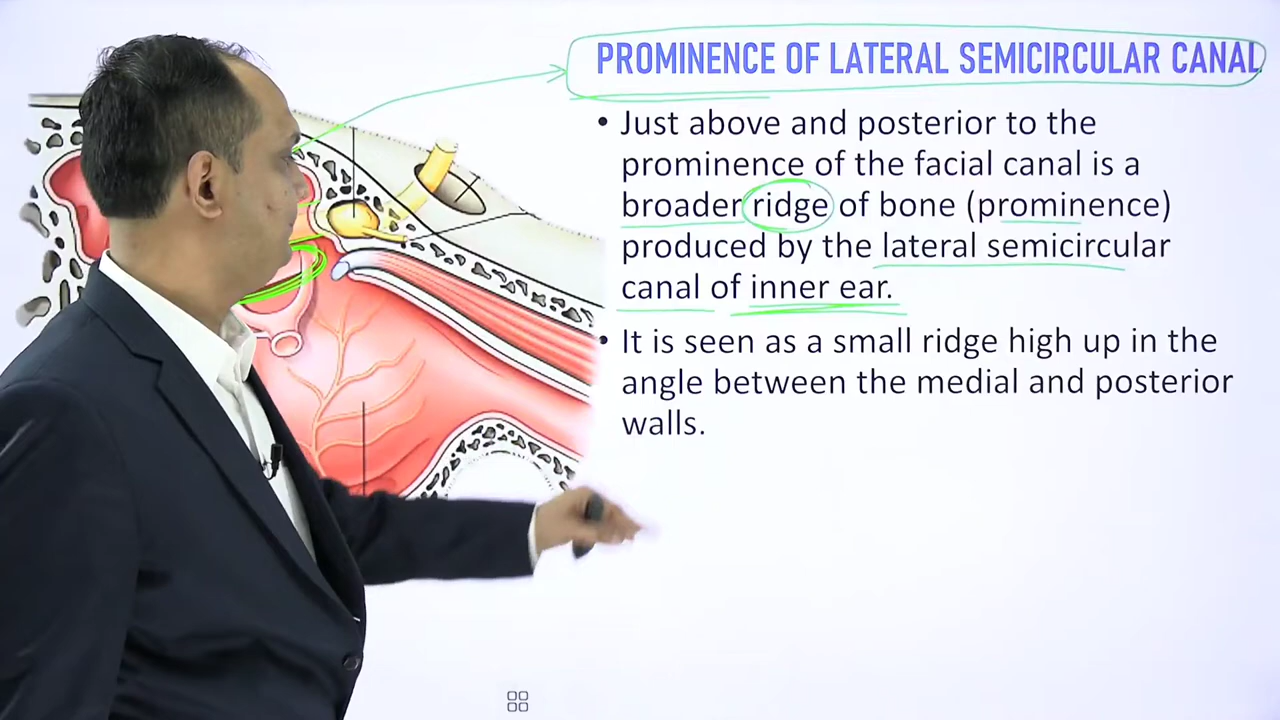 PROMINENCE OF LATERAL SEMICIRCULAR CANAL
• Just above and posterior to the
prominence of the facial canal is a
broader ridge of bone (prominence)
produced by the lateral semicircular
canal of inner ear.
• It is seen as a small ridge high up in the
angle between the medial and posterior
walls.